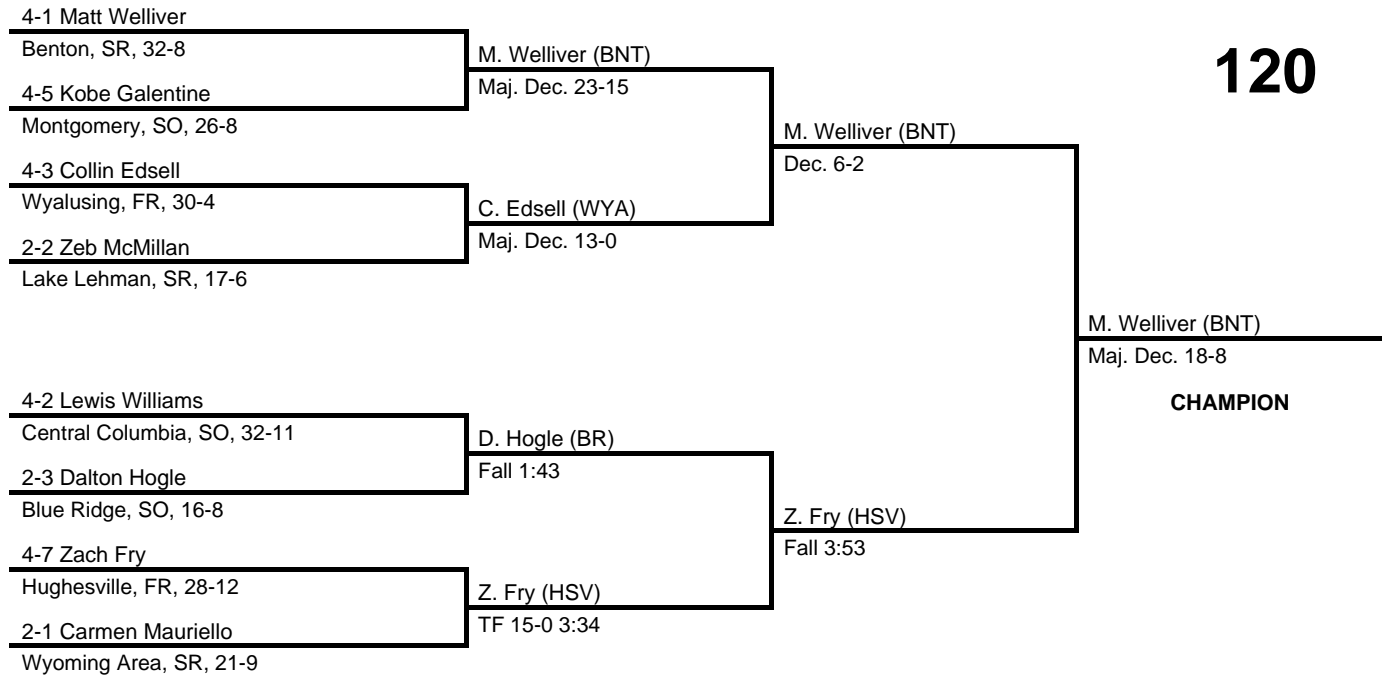 120
4-1 Matt Welliver
Benton, SR, 32-8
4-5 Kobe Galentine
Montgomery, SO, 26-8
4-3 Collin Edsell
Wyalusing, FR, 30-4
2-2 Zeb McMillan
Lake Lehman, SR, 17-6
4-2 Lewis Williams
Central Columbia, SO, 32-11
2-3 Dalton Hogle
Blue Ridge, SO, 16-8
4-7 Zach Fry
Hughesville, FR, 28-12
2-1 Carmen Mauriello
Wyoming Area, SR, 21-9
M. Welliver (BNT)
Maj. Dec. 23-15
C. Edsell (WYA)
Maj. Dec. 13-0
D. Hogle (BR)
Fall 1:43
Z. Fry (HSV)
TF 15-0 3:34
M. Welliver (BNT)
Dec. 6-2
Z. Fry (HSV)
Fall 3:53
M. Welliver (BNT)
Maj. Dec. 18-8
CHAMPION